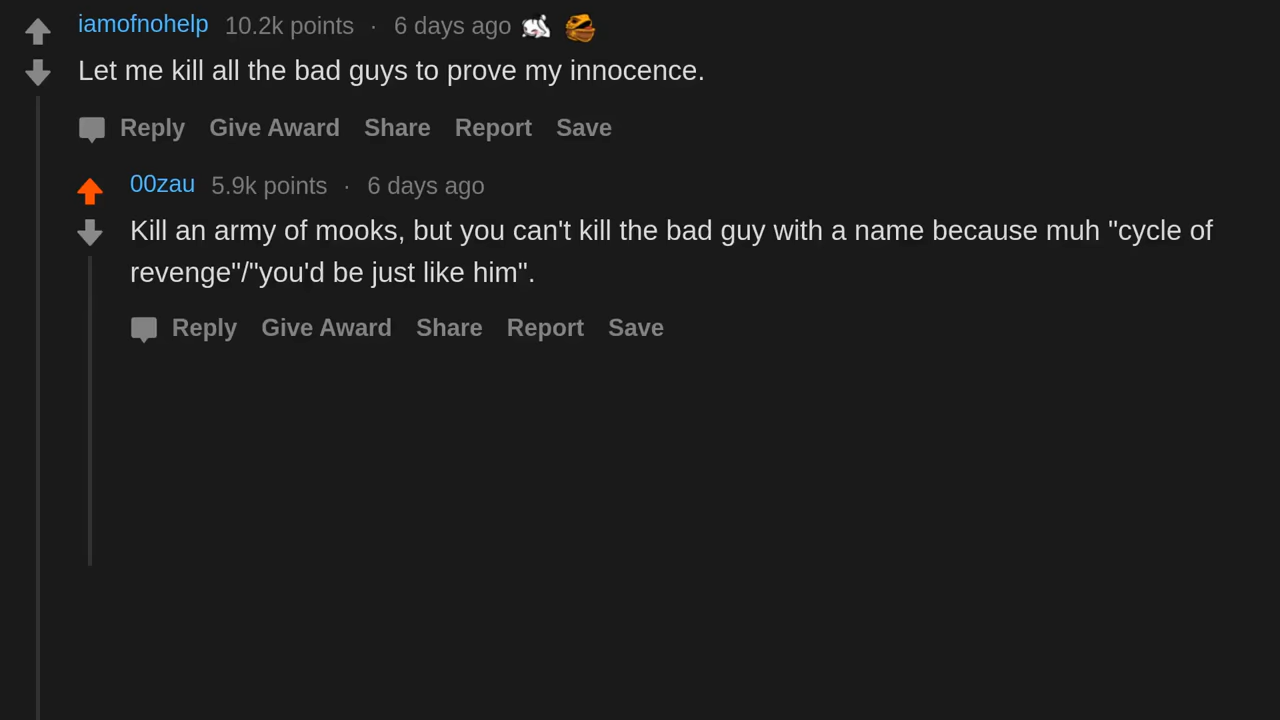 iamofnohelp 10.2k points · 6 days ago
Let me kill all the bad guys to prove my innocence.
Reply Give Award Share Report Save
00zau 5.9k points · 6 days ago
Kill an army of mooks, but you can't kill the bad guy with a name because muh "cycle of
revenge"/"you'd be just like him".
Reply Give Award Share Report Save